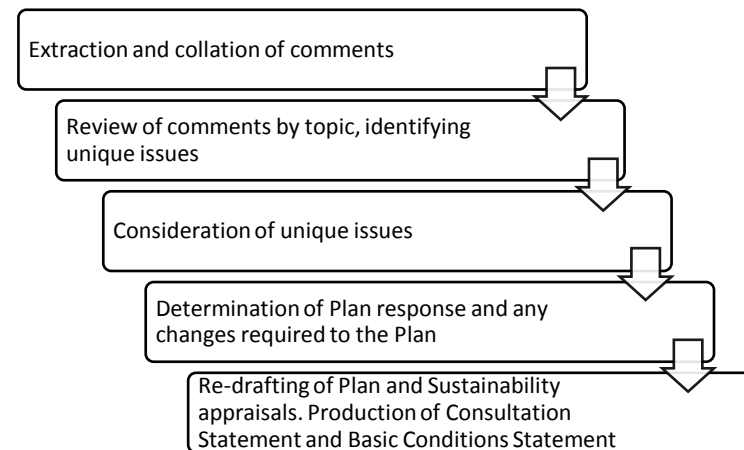 Extraction and collation of comments
Review of comments by topic, identifying
unique issues
Consideration of unique issues
Determination of Plan response and any
changes required to the Plan
Re-drafting of Plan and Sustainability
appraisals. Production of Consultation
Statement and Basic Conditions Statement